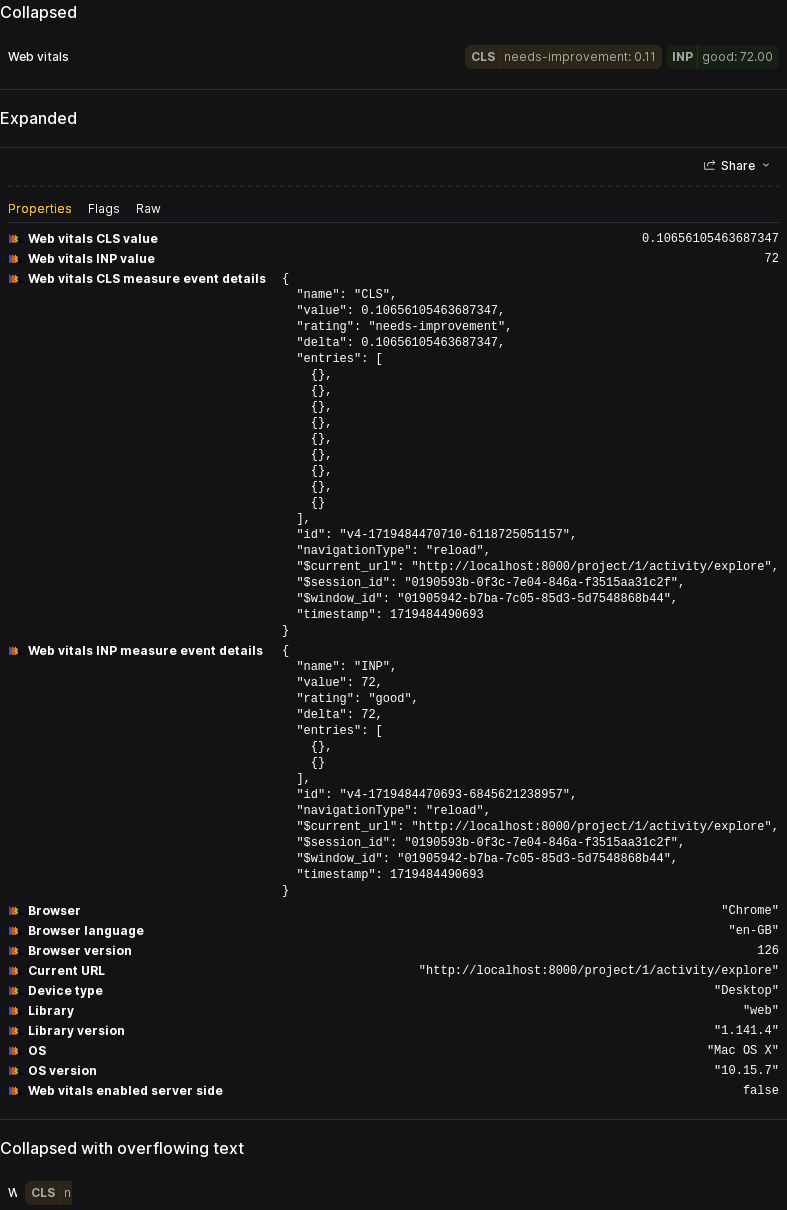 Collapsed
Web vitals CLS needs-improvement: 0.11 INP good: 72.00
Expanded
Share
Properties Flags Raw
Web vitals CLS value 0.10656105463687347
Web vitals INP value 72
Web vitals CLS measure event details {
"name": "CLS",
"value": 0.10656105463687347,
"rating": "needs-improvement",
"delta": 0.10656105463687347,
"entries": [
{},
{},
{},
{},
{},
{},
{},
{},
{}
],
"id": "v4-1719484470710-6118725051157",
"navigationType": "reload",
"$current_url": "http://localhost:8000/project/1/activity/explore",
"$session_id": "0190593b-0f3c-7e04-846a-f3515aa31c2f",
"$window_id": "01905942-b7ba-7c05-85d3-5d7548868b44",
"timestamp": 1719484490693
}
Web vitals INP measure event details {
"name": "INP",
"value": 72,
"rating": "good",
"delta": 72,
"entries": [
{},
{}
],
"id": "v4-1719484470693-6845621238957",
"navigationType": "reload",
"$current_url": "http://localhost:8000/project/1/activity/explore",
"$session_id": "0190593b-0f3c-7e04-846a-f3515aa31c2f",
"$window_id": "01905942-b7ba-7c05-85d3-5d7548868b44",
"timestamp": 1719484490693
}
Browser "Chrome"
Browser language "en-GB"
Browser version 126
Current URL "http://localhost:8000/project/1/activity/explore"
Device type "Desktop"
Library "web"
Library version "1.141.4"
OS "Mac OS X"
OS version "10.15.7"
Web vitals enabled server side false
Collapsed with overflowing text
W CLS n